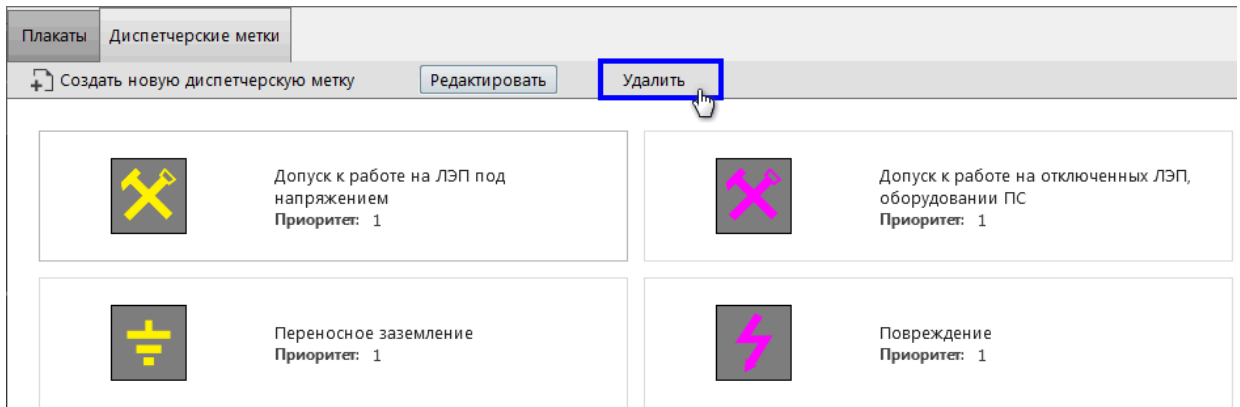 Плакаты Диспетчерские метки
Создать новую диспетчерскую метку Редактировать Удалить
Допуск к работе на ЛЭП под
напряжением
Приоритет: 1
Допуск к работе на отключенных ЛЭП,
оборудовании ПС
Приоритет: 1
Переносное заземление
Приоритет: 1
Повреждение
Приоритет: 1